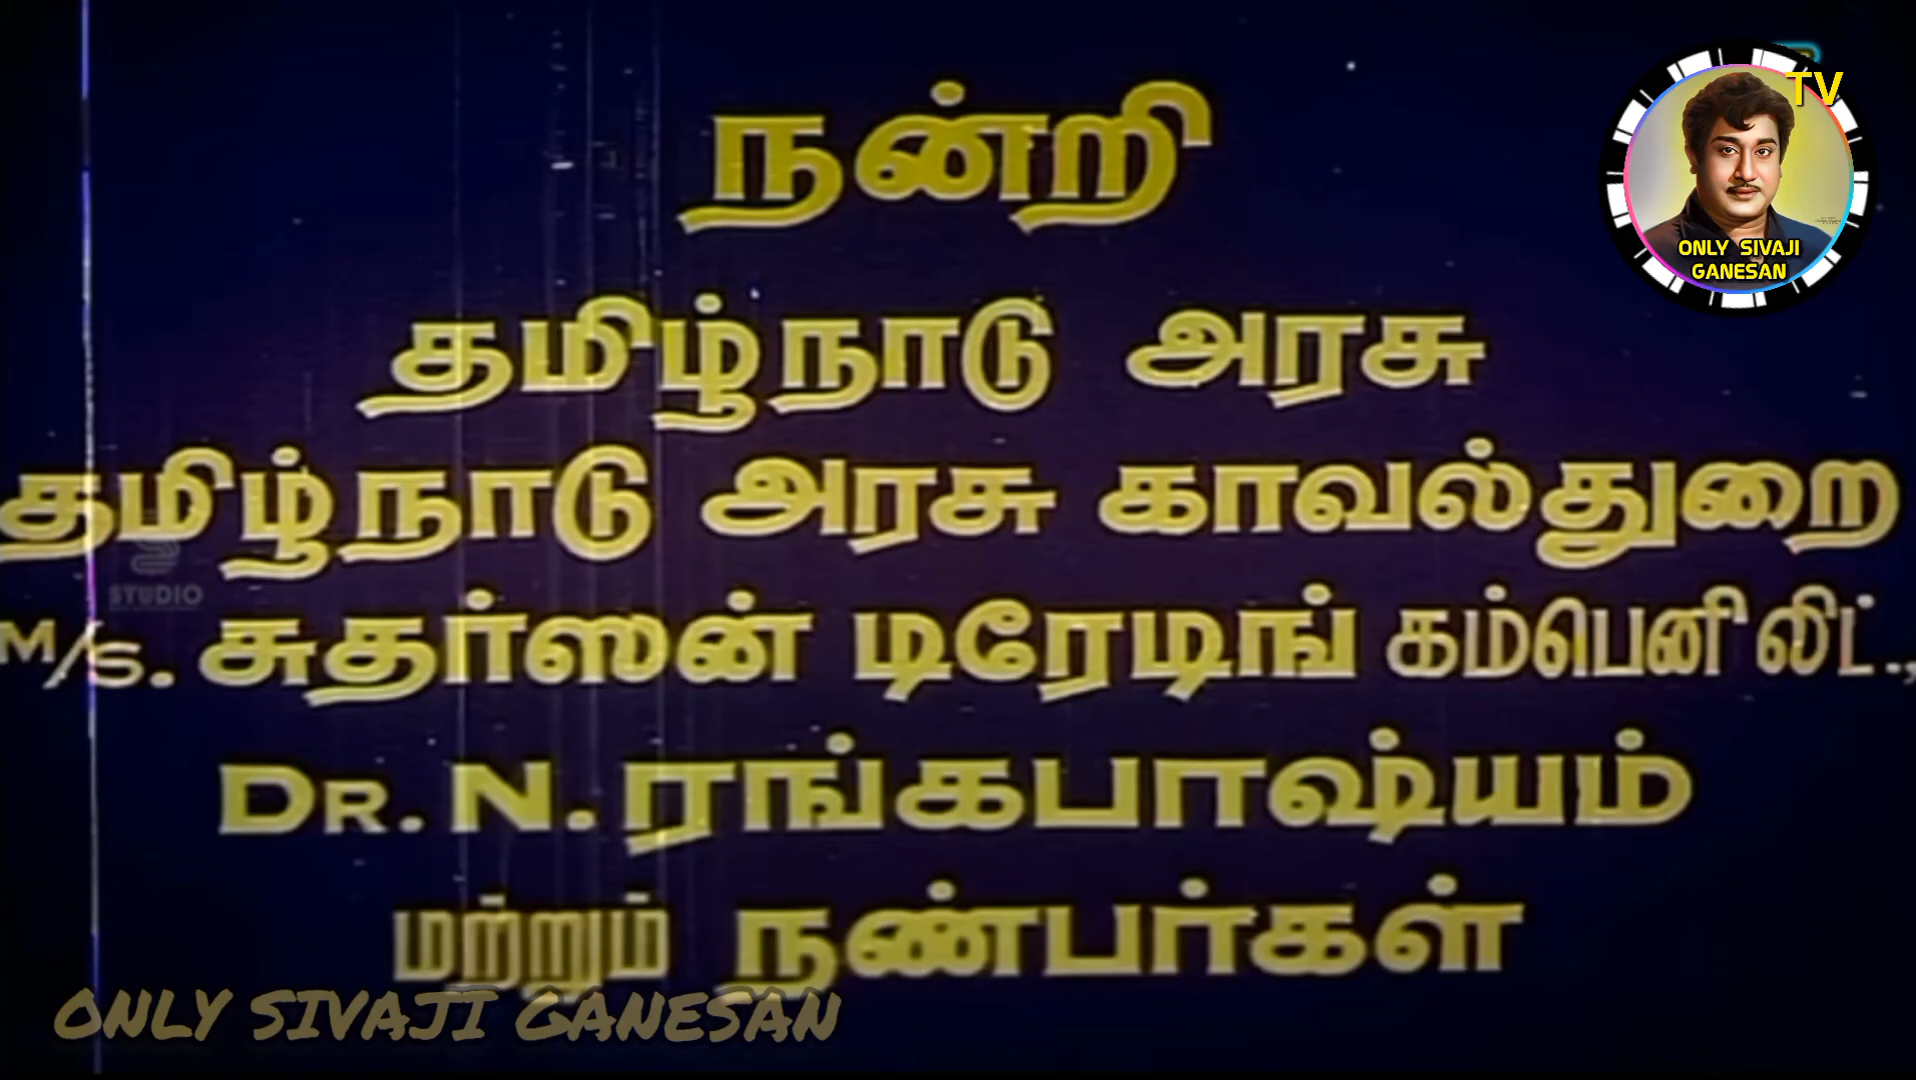 நன்றி
TV
ONLY SIVAJI
GANESAN
தமிழ்நாடு அரசு
தமிழ்நாடு அரசு காவல்துறை
STUDIO
M/S. சுதர்ஸன் டிரேடிங் கம்பெனி லிட்.,
DR. N. ரங்கபாஷ்யம்
மற்றும் நண்பர்கள்
ONLY SIVAJI GANESAN